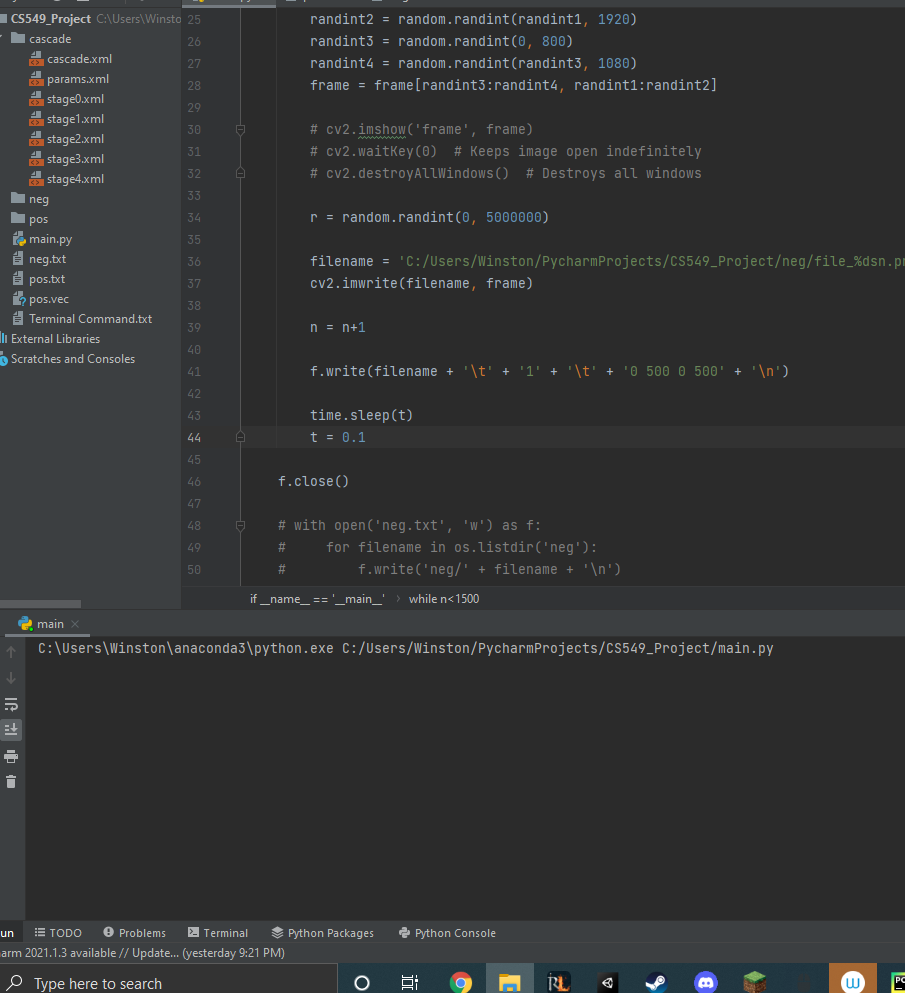 CS549_Project C:\Users\Winsto
cascade
cascade.xml
params.xml
stage0.xml
stage1.xml
stage2.xml
stage3.xml
stage4.xml
neg
pos
main.py
neg.txt
pos.txt
pos.vec
Terminal Command.txt
External Libraries
Scratches and Consoles
25 randint2 = random.randint(randint1, 1920)
26 randint3 = random.randint(0, 800)
27 randint4 = random.randint(randint3, 1080)
28 frame = frame[randint3:randint4, randint1:randint2]
29
30 # cv2.imshow('frame', frame)
31 # cv2.waitKey(0)  # Keeps image open indefinitely
32 # cv2.destroyAllWindows()  # Destroys all windows
33
34 r = random.randint(0, 5000000)
35
36 filename = 'C:/Users/Winston/PycharmProjects/CS549_Project/neg/file_%dsn.pn
37 cv2.imwrite(filename, frame)
38
39 n = n+1
40
41 f.write(filename + '\t' + '1' + '\t' + '0 500 0 500' + '\n')
42
43 time.sleep(t)
44 t = 0.1
45
46 f.close()
47
48 # with open('neg.txt', 'w') as f:
49 #     for filename in os.listdir('neg'):
50 #         f.write('neg/' + filename + '\n')
if __name__ == '__main__' › while n<1500
main
C:\Users\Winston\anaconda3\python.exe C:/Users/Winston/PycharmProjects/CS549_Project/main.py
un TODO Problems Terminal Python Packages Python Console
arm 2021.1.3 available // Update... (yesterday 9:21 PM)
Type here to search